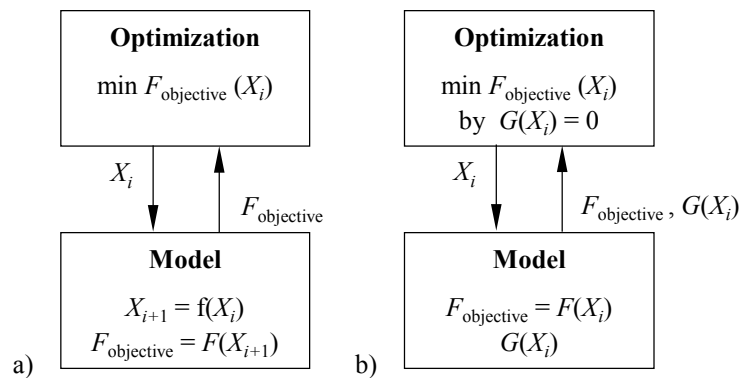 Optimization
min F_objective (X_i)
X_i
F_objective
Model
X_{i+1} = f(X_i)
F_objective = F(X_{i+1})
a)
Optimization
min F_objective (X_i)
by G(X_i) = 0
X_i
F_objective , G(X_i)
Model
F_objective = F(X_i)
G(X_i)
b)